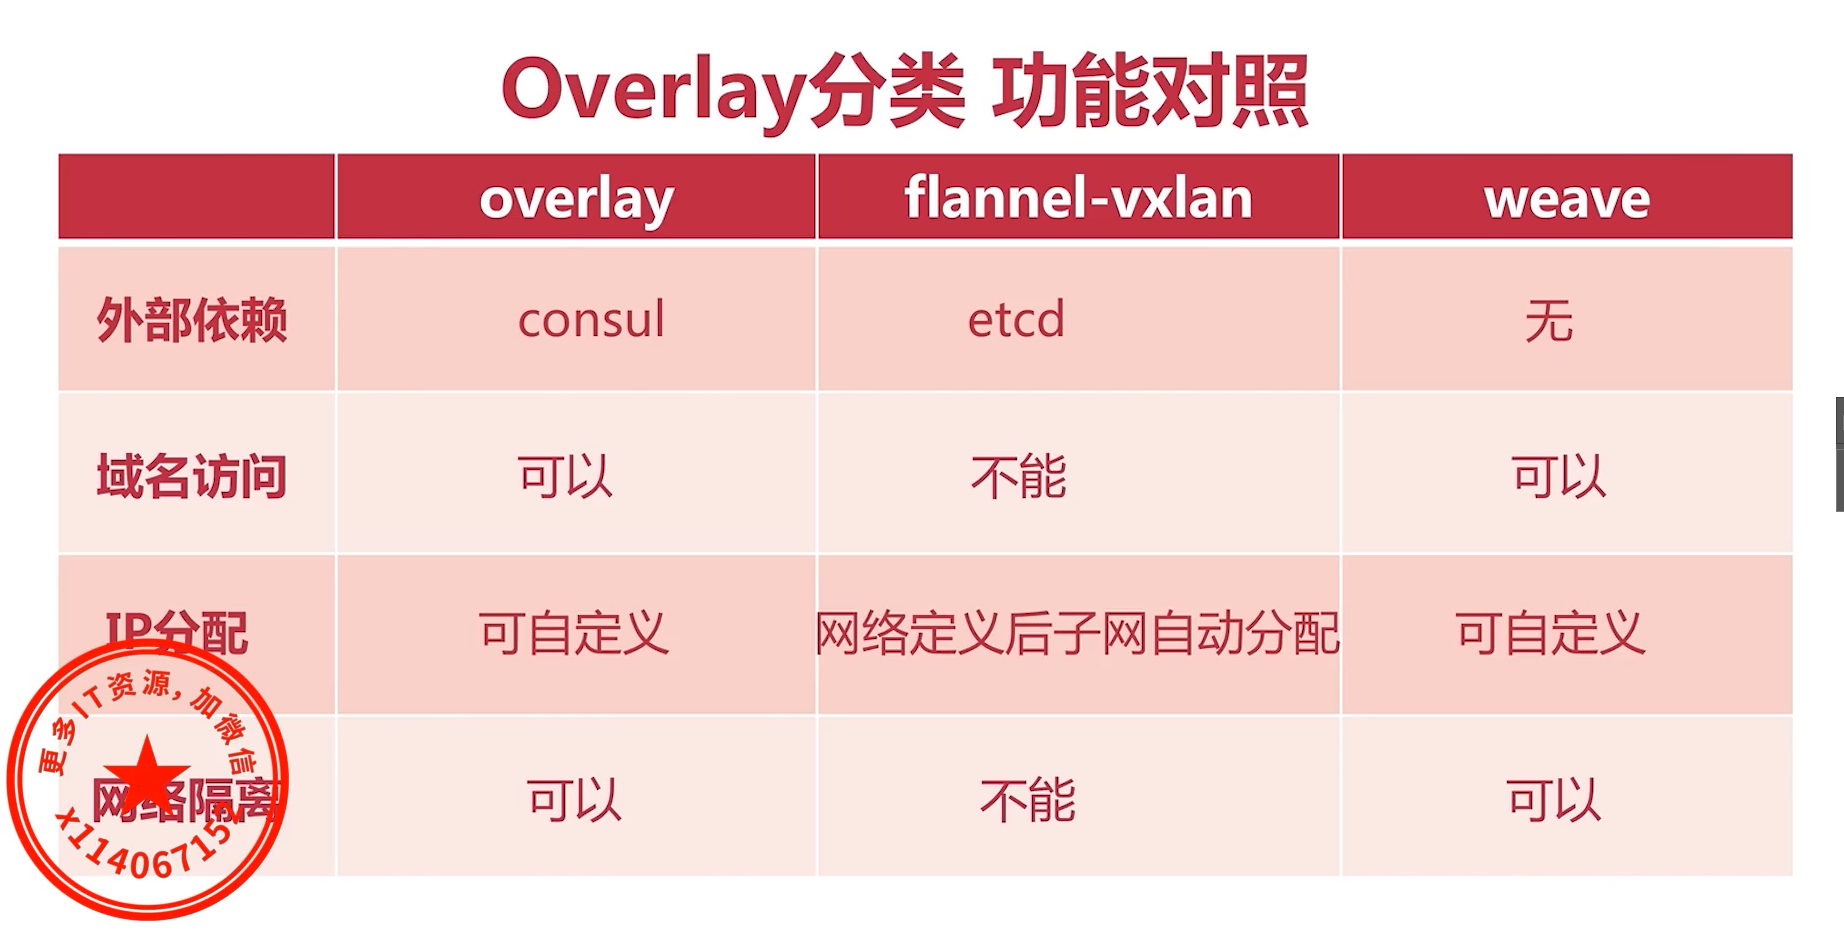 Overlay分类 功能对照
overlay flannel-vxlan weave
外部依赖 consul etcd 无
域名访问 可以 不能 可以
IP分配 可自定义 网络定义后子网自动分配 可自定义
网络隔离 可以 不能 可以
更多IT资源,加微信